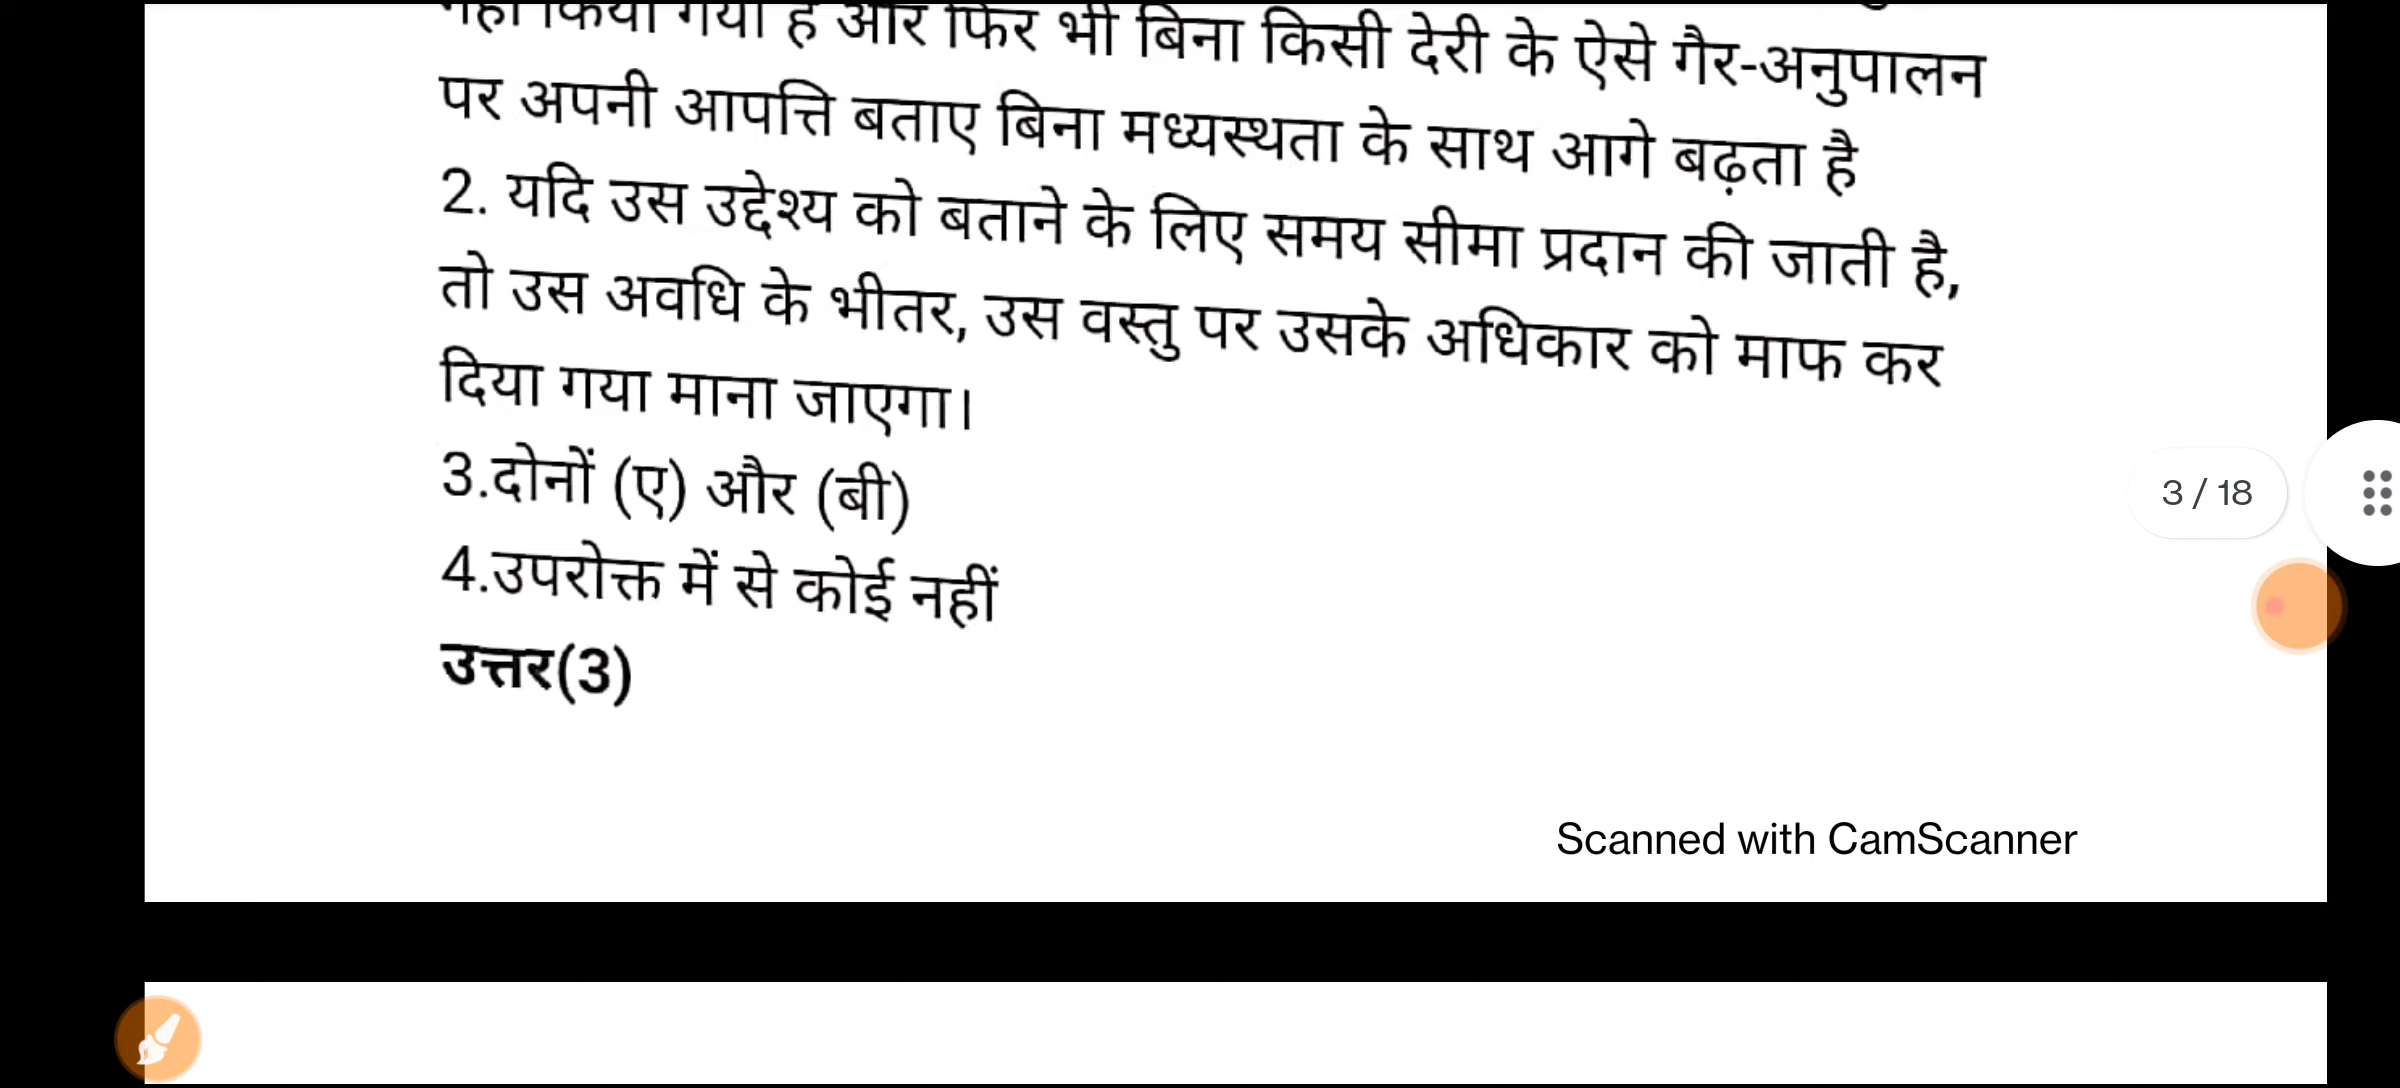 नहीं किया गया है और फिर भी बिना किसी देरी के ऐसे गैर-अनुपालन
पर अपनी आपत्ति बताए बिना मध्यस्थता के साथ आगे बढ़ता है
2. यदि उस उद्देश्य को बताने के लिए समय सीमा प्रदान की जाती है,
तो उस अवधि के भीतर, उस वस्तु पर उसके अधिकार को माफ कर
दिया गया माना जाएगा।
3.दोनों (ए) और (बी)
3 / 18
4.उपरोक्त में से कोई नहीं
उत्तर(3)
Scanned with CamScanner